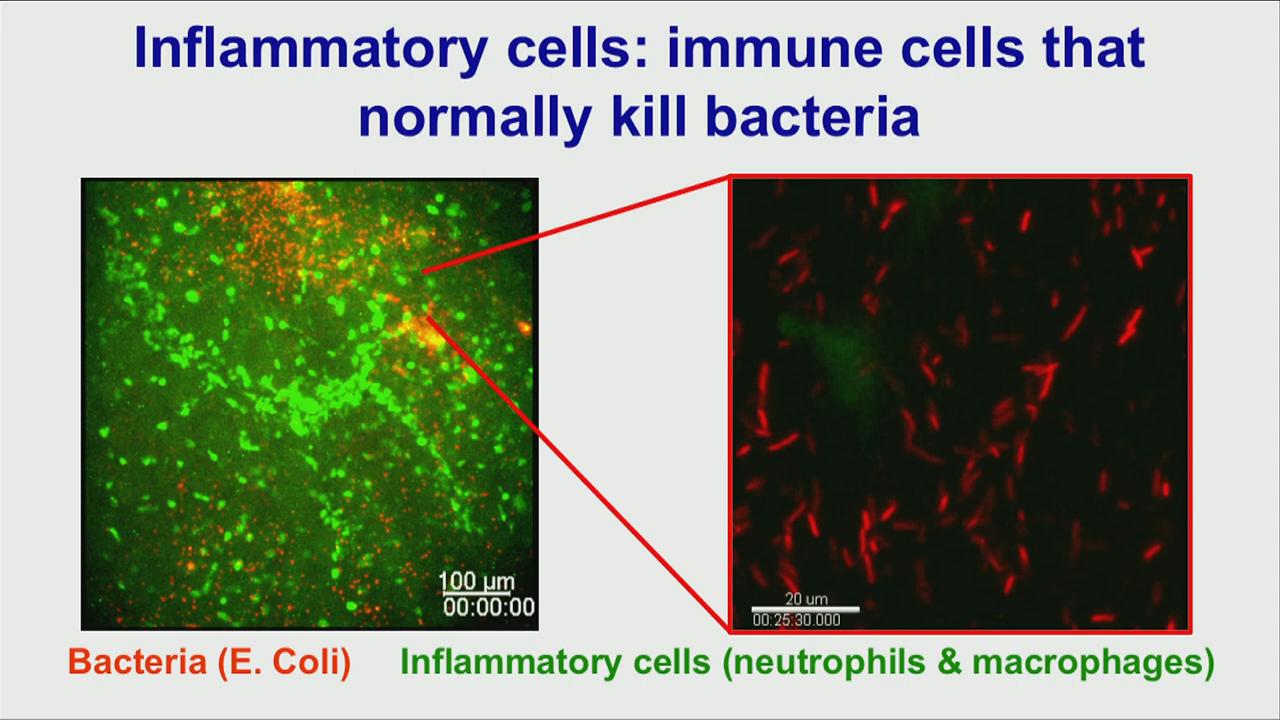 Inflammatory cells: immune cells that
normally kill bacteria
100 µm
00:00:00
20 um
00:25:30.000
Bacteria (E. Coli)
Inflammatory cells (neutrophils & macrophages)